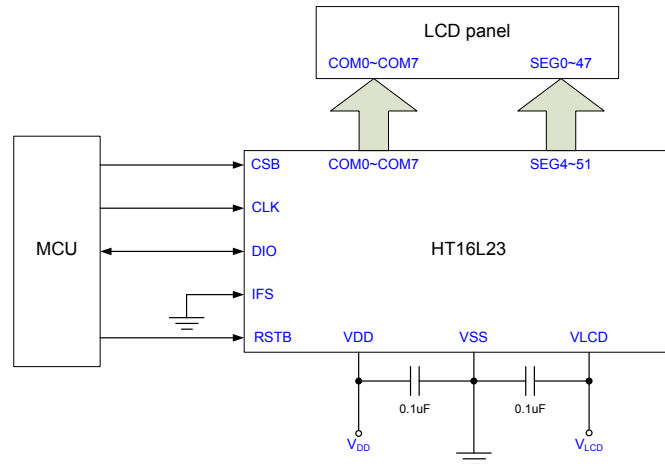 LCD panel
COM0~COM7 SEG0~47
COM0~COM7 SEG4~51
MCU
CSB
CLK
DIO
IFS
RSTB
HT16L23
VDD VSS VLCD
0.1uF 0.1uF
VDD VLCD